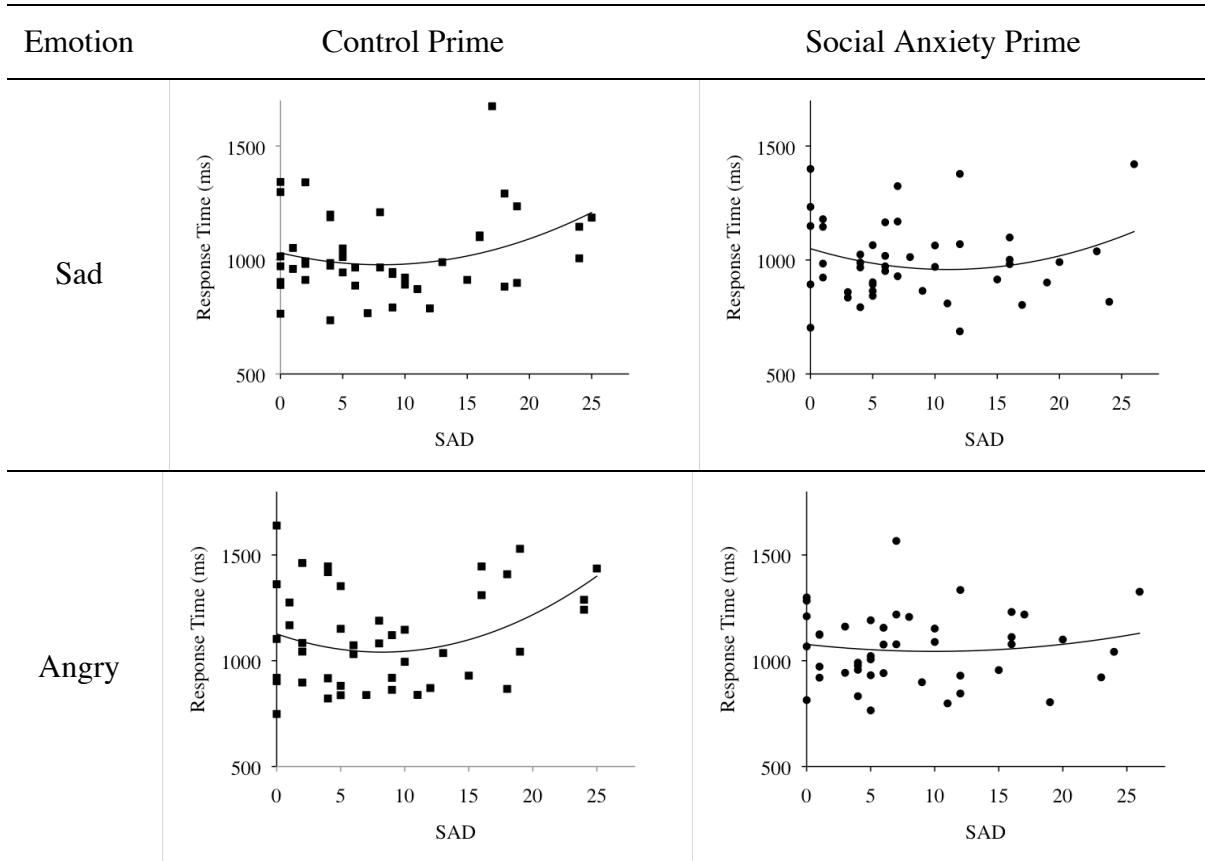 Emotion Control Prime Social Anxiety Prime
Sad
Response Time (ms)
1500
1000
500
0 5 10 15 20 25
SAD
Response Time (ms)
1500
1000
500
0 5 10 15 20 25
SAD
Angry
Response Time (ms)
1500
1000
500
0 5 10 15 20 25
SAD
Response Time (ms)
1500
1000
500
0 5 10 15 20 25
SAD